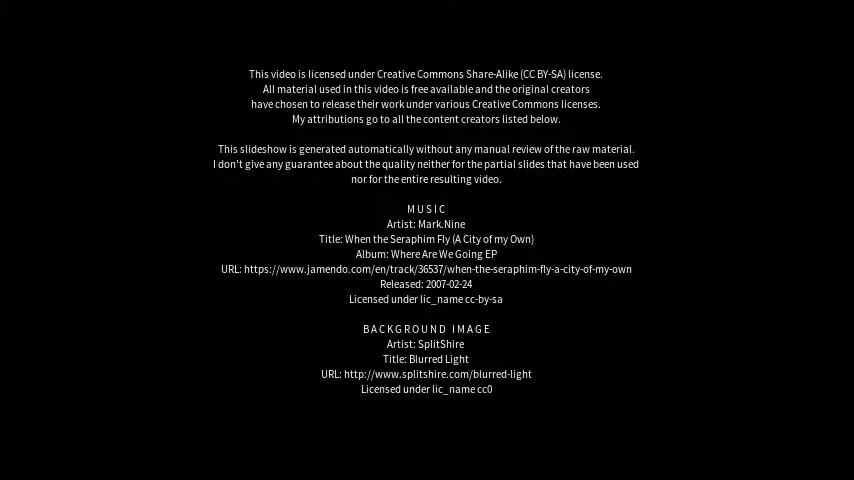 This video is licensed under Creative Commons Share-Alike (CC BY-SA) license.
All material used in this video is free available and the original creators
have chosen to release their work under various Creative Commons licenses.
My attributions go to all the content creators listed below.
This slideshow is generated automatically without any manual review of the raw material.
I don't give any guarantee about the quality neither for the partial slides that have been used
nor for the entire resulting video.
MUSIC
Artist: Mark.Nine
Title: When the Seraphim Fly (A City of my Own)
Album: Where Are We Going EP
URL: https://www.jamendo.com/en/track/36537/when-the-seraphim-fly-a-city-of-my-own
Released: 2007-02-24
Licensed under lic_name cc-by-sa
BACKGROUND IMAGE
Artist: SplitShire
Title: Blurred Light
URL: http://www.splitshire.com/blurred-light
Licensed under lic_name cc0